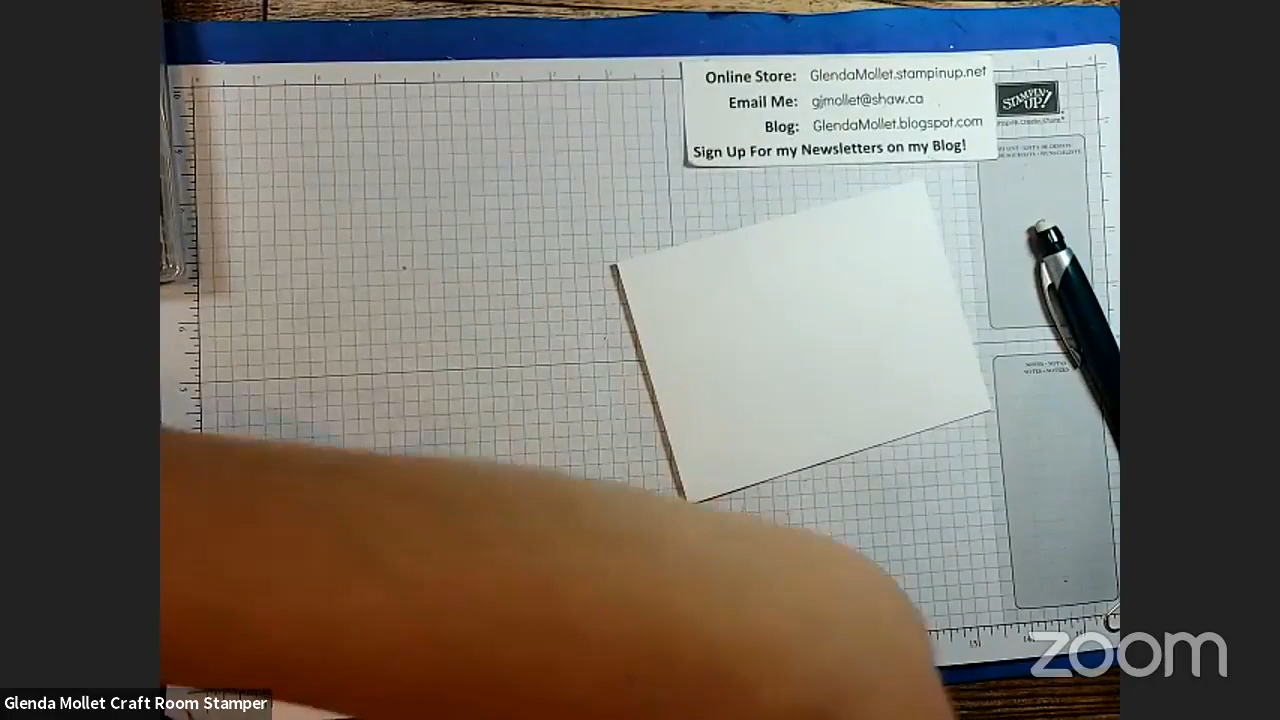 Online Store: GlendaMollet.stampinup.net
Email Me: gjmollet@shaw.ca
Blog: GlendaMollet.blogspot.com
Sign Up For my Newsletters on my Blog!
STAMPIN' UP!
zoom
Glenda Mollet Craft Room Stamper